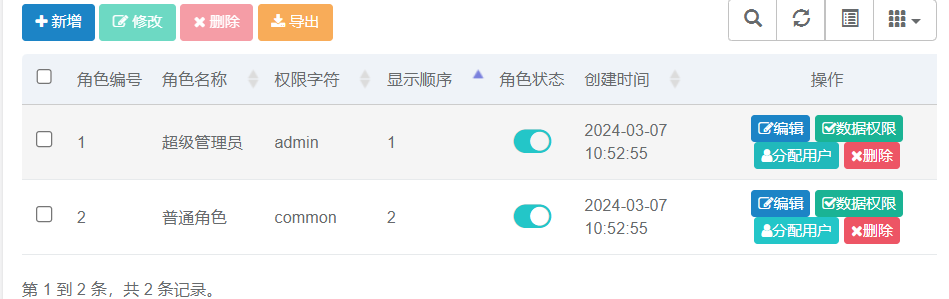 新增 修改 删除 导出
角色编号 角色名称 权限字符 显示顺序 角色状态 创建时间 操作
1 超级管理员 admin 1 2024-03-07 10:52:55 编辑 数据权限
分配用户 删除
2 普通角色 common 2 2024-03-07 10:52:55 编辑 数据权限
分配用户 删除
第 1 到 2 条，共 2 条记录。